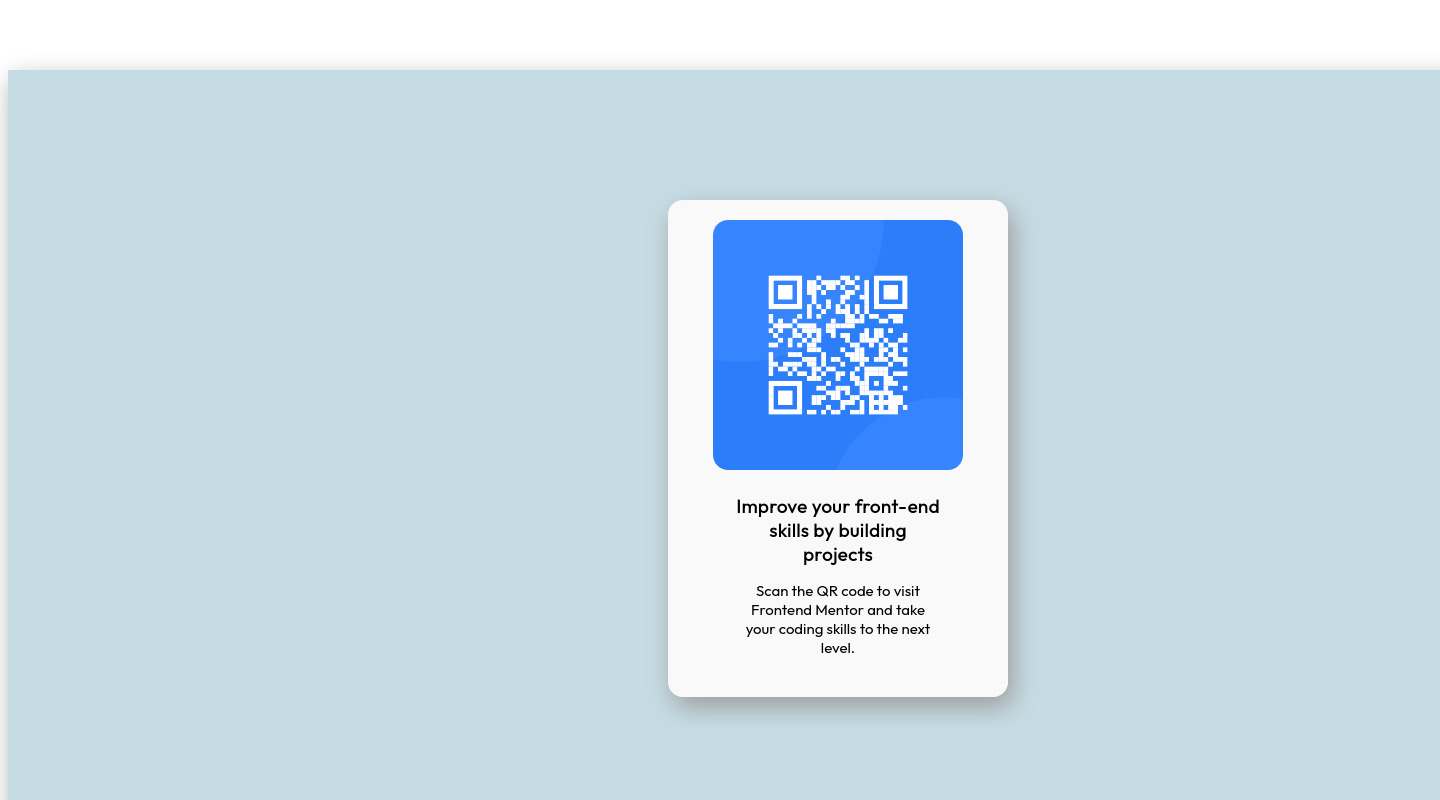 Improve your front-end
skills by building
projects
Scan the QR code to visit
Frontend Mentor and take
your coding skills to the next
level.